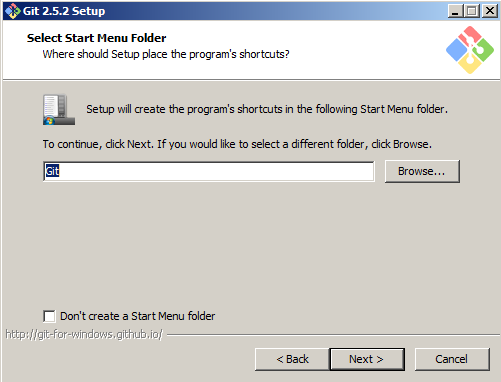 Git 2.5.2 Setup
Select Start Menu Folder
Where should Setup place the program's shortcuts?
Setup will create the program's shortcuts in the following Start Menu folder.
To continue, click Next. If you would like to select a different folder, click Browse.
Git
Browse...
Don't create a Start Menu folder
http://git-for-windows.github.io/
< Back
Next >
Cancel